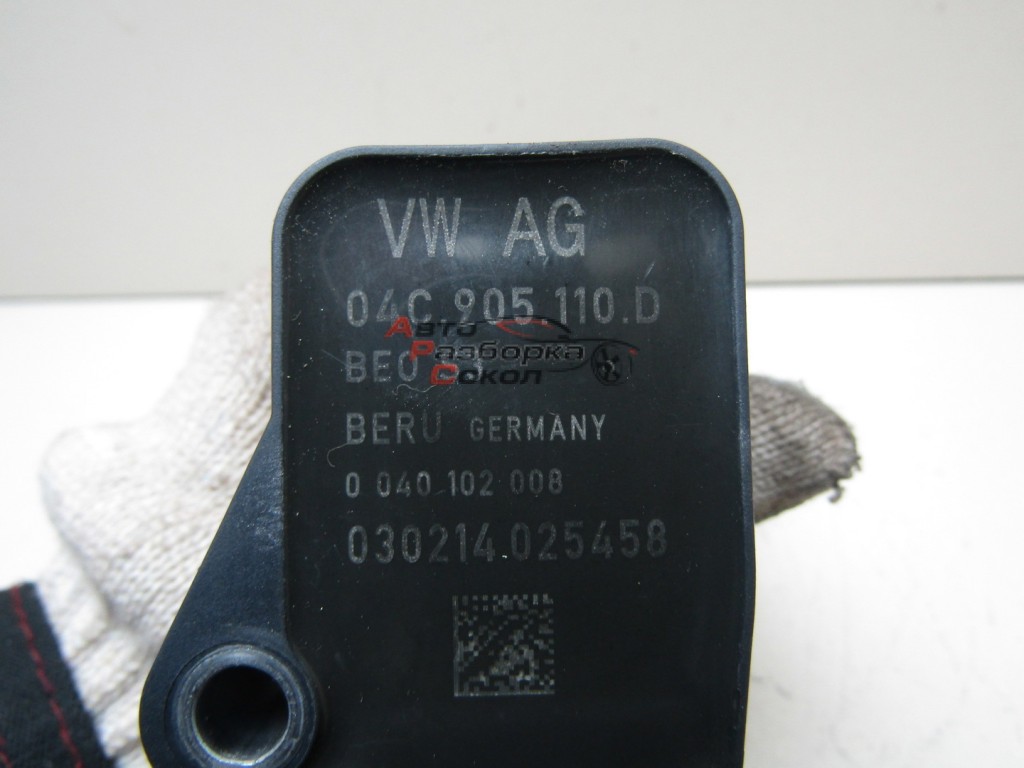 VW AG
04C.905.110.D
Авто
Разборка
Сокол
BERU GERMANY
0 040 102 008
030214 025458